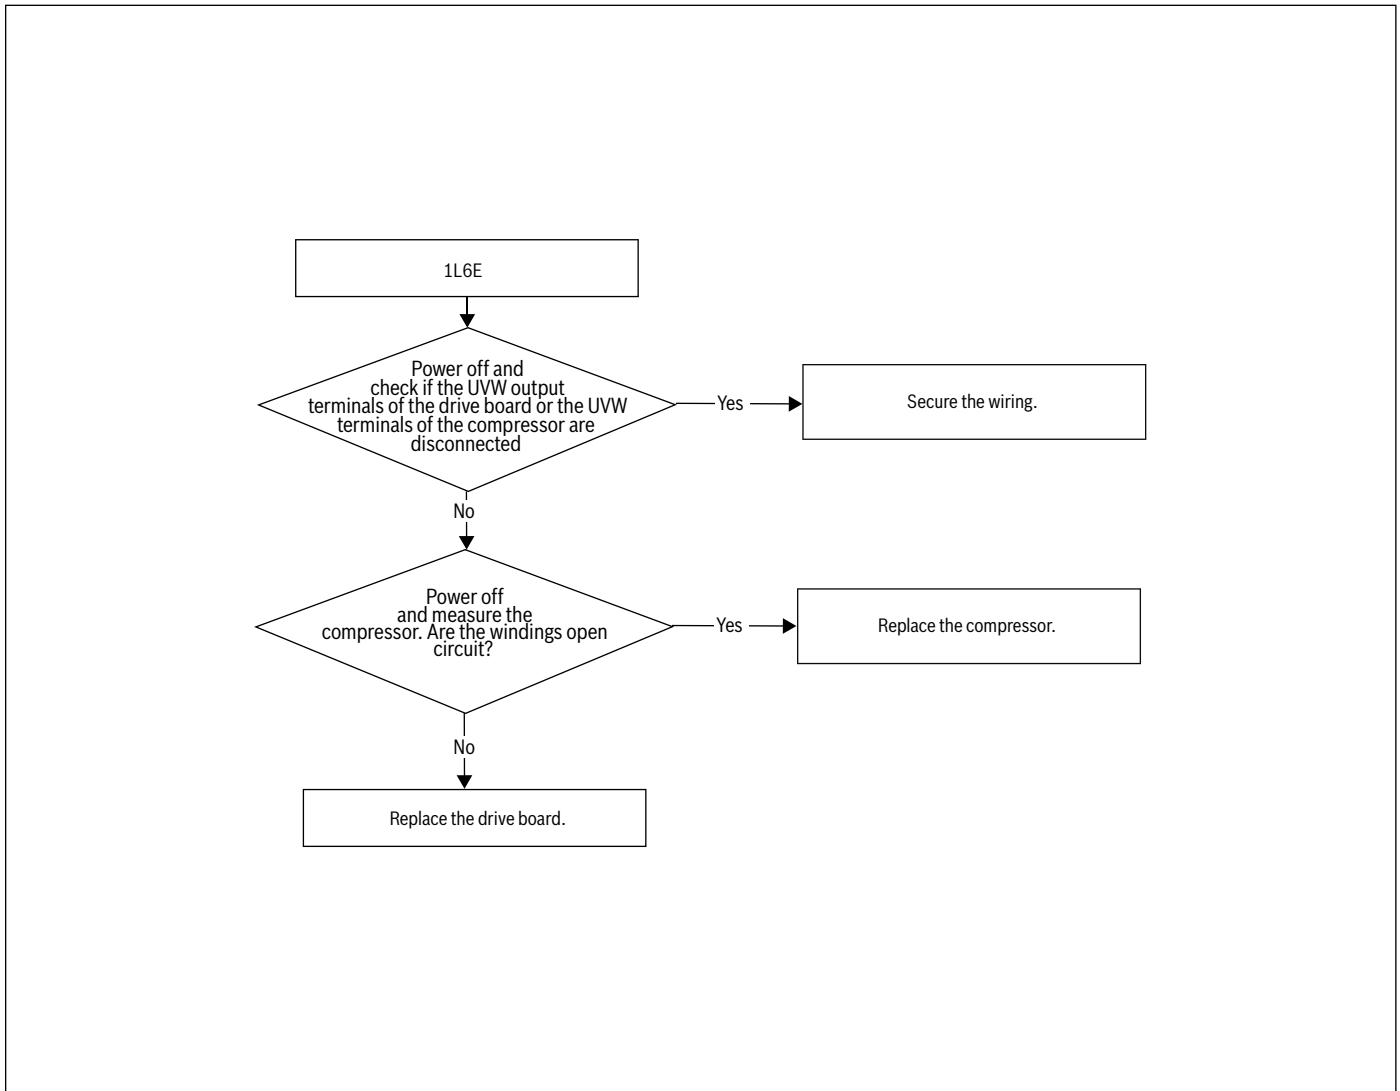 1L6E
Power off and
check if the UVW output
terminals of the drive board or the UVW
terminals of the compressor are
disconnected
Yes
Secure the wiring.
No
Power off
and measure the
compressor. Are the windings open
circuit?
Yes
Replace the compressor.
No
Replace the drive board.